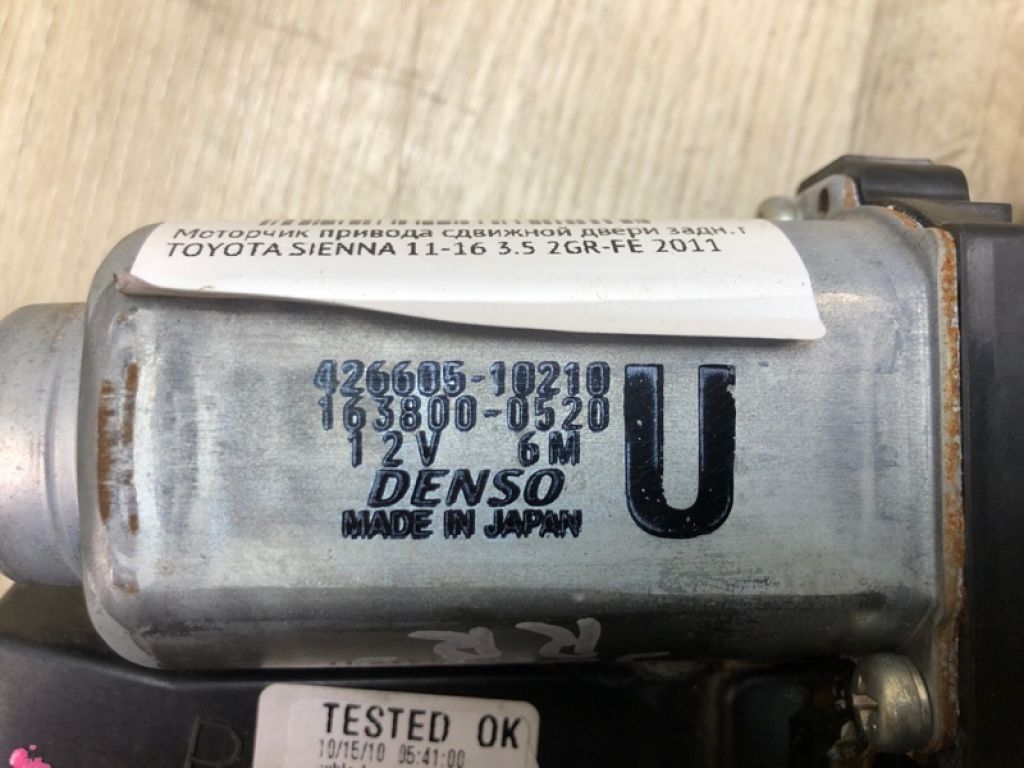 Моторчик привода сдвижной двери задн.г
TOYOTA SIENNA 11-16 3.5 2GR-FE 2011
426605-10210
163800-0520
12V 6M
U
DENSO
MADE IN JAPAN
RR
TESTED OK
10/15/10 05:41:00